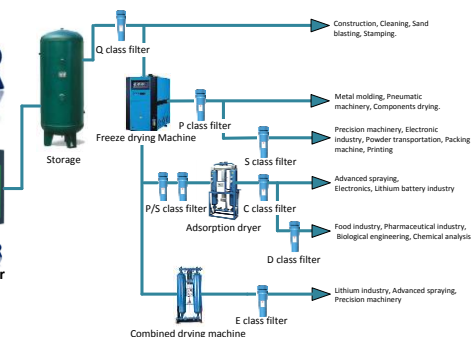 Construction, Cleaning, Sand
blasting, Stamping.
Q class filter
Metal molding, Pneumatic
machinery, Components drying.
P class filter
Freeze drying Machine
Precision machinery, Electronic
industry, Powder transportation, Packing
machine, Printing
S class filter
Storage
Advanced spraying,
Electronics, Lithium battery industry
P/S class filter
C class filter
Adsorption dryer
Food industry, Pharmaceutical industry,
Biological engineering, Chemical analysis
D class filter
Lithium industry, Advanced spraying,
Precision machinery
E class filter
Combined drying machine